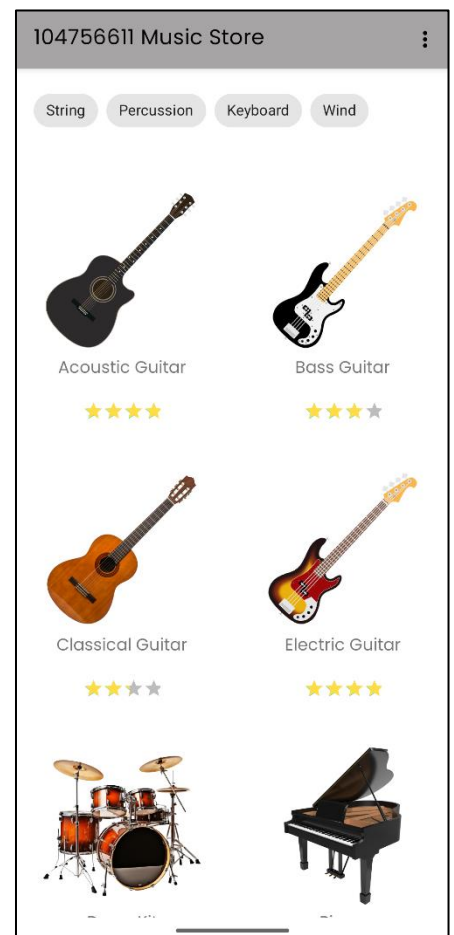 104756611 Music Store
String Percussion Keyboard Wind
Acoustic Guitar Bass Guitar
Classical Guitar Electric Guitar